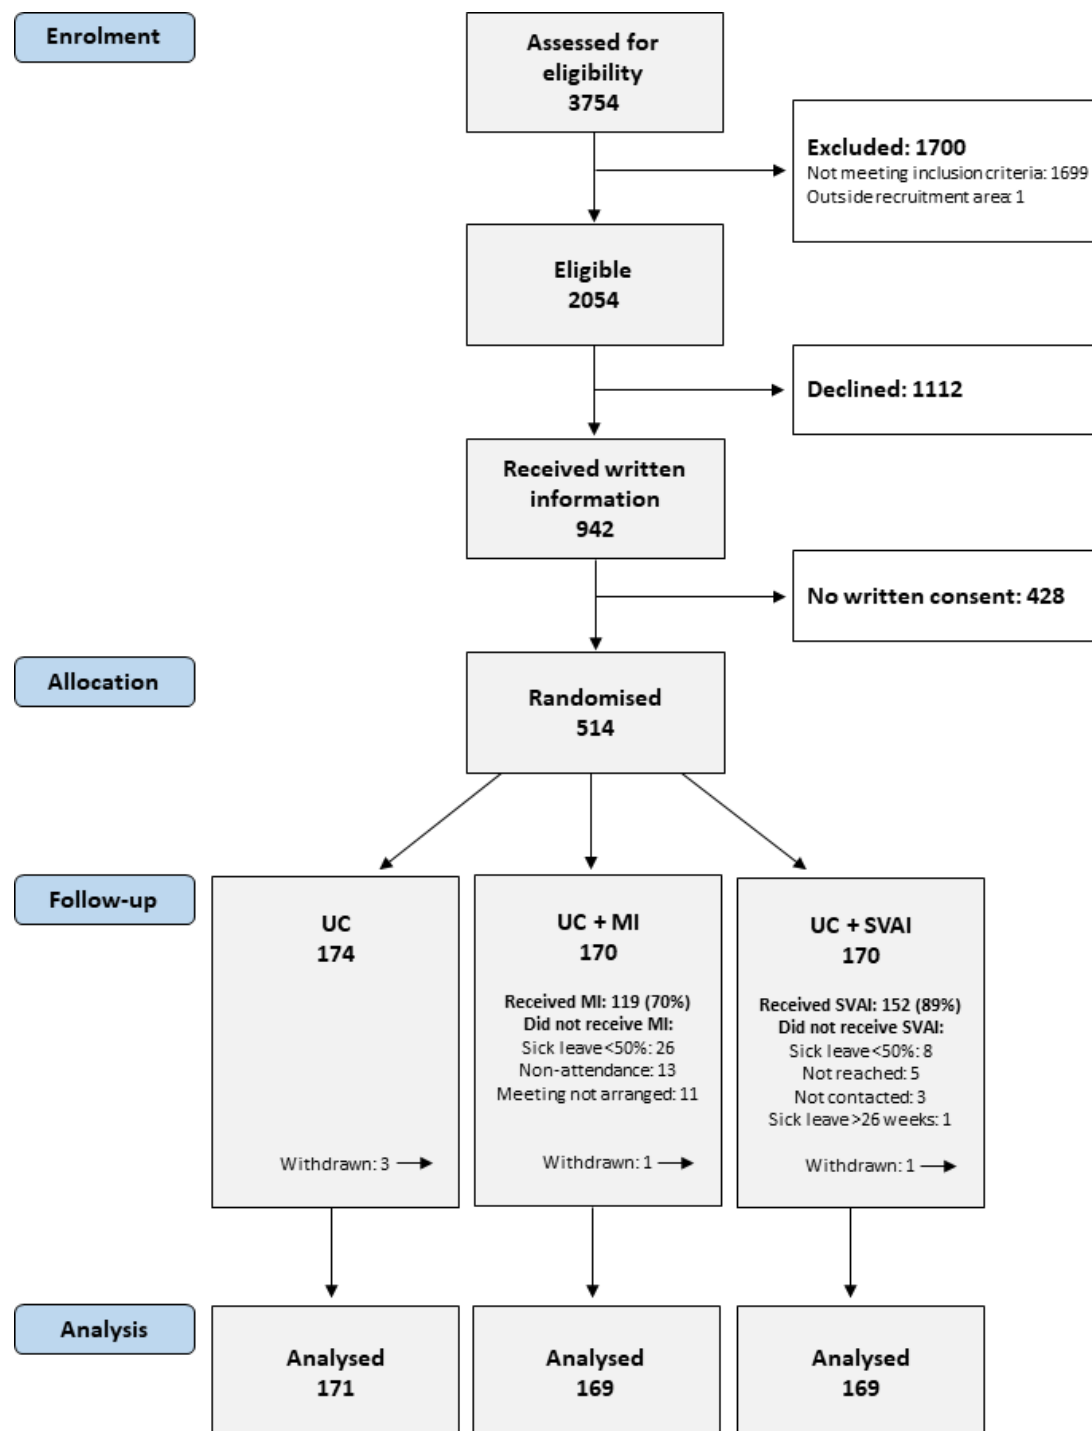 Enrolment
Assessed for
eligibility
3754
Excluded: 1700
Not meeting inclusion criteria: 1699
Outside recruitment area: 1
Eligible
2054
Declined: 1112
Received written
information
942
No written consent: 428
Allocation
Randomised
514
Follow-up
UC
174
Withdrawn: 3
UC + MI
170
Received MI: 119 (70%)
Did not receive MI:
Sick leave <50%: 26
Non-attendance: 13
Meeting not arranged: 11
Withdrawn: 1
UC + SVAI
170
Received SVAI: 152 (89%)
Did not receive SVAI:
Sick leave <50%: 8
Not reached: 5
Not contacted: 3
Sick leave >26 weeks: 1
Withdrawn: 1
Analysis
Analysed
171
Analysed
169
Analysed
169